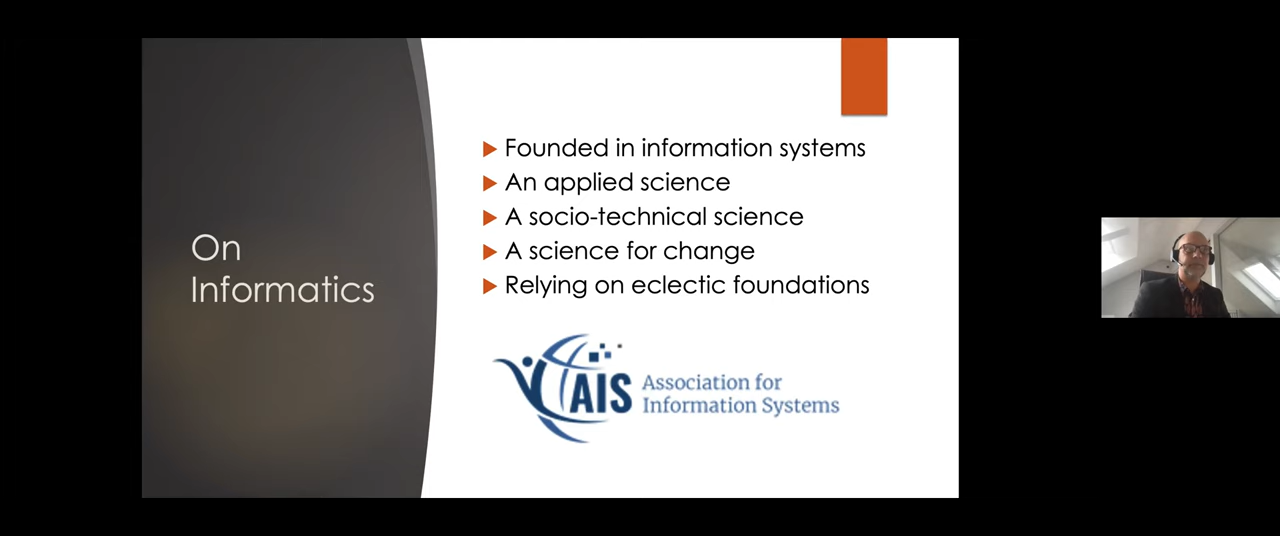 On
Informatics
Founded in information systems
An applied science
A socio-technical science
A science for change
Relying on eclectic foundations
AIS
Association for
Information Systems